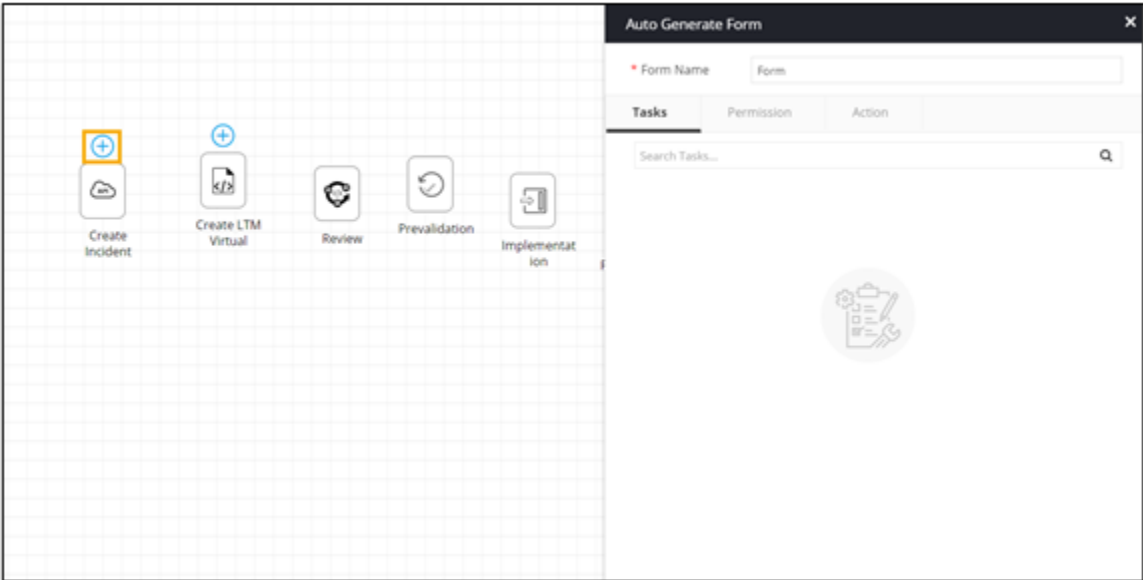 Auto Generate Form
* Form Name
Form
Tasks
Permission
Action
Search Tasks...
Create
Incident
Create LTM
Virtual
Review
Prevalidation
Implementat
ion